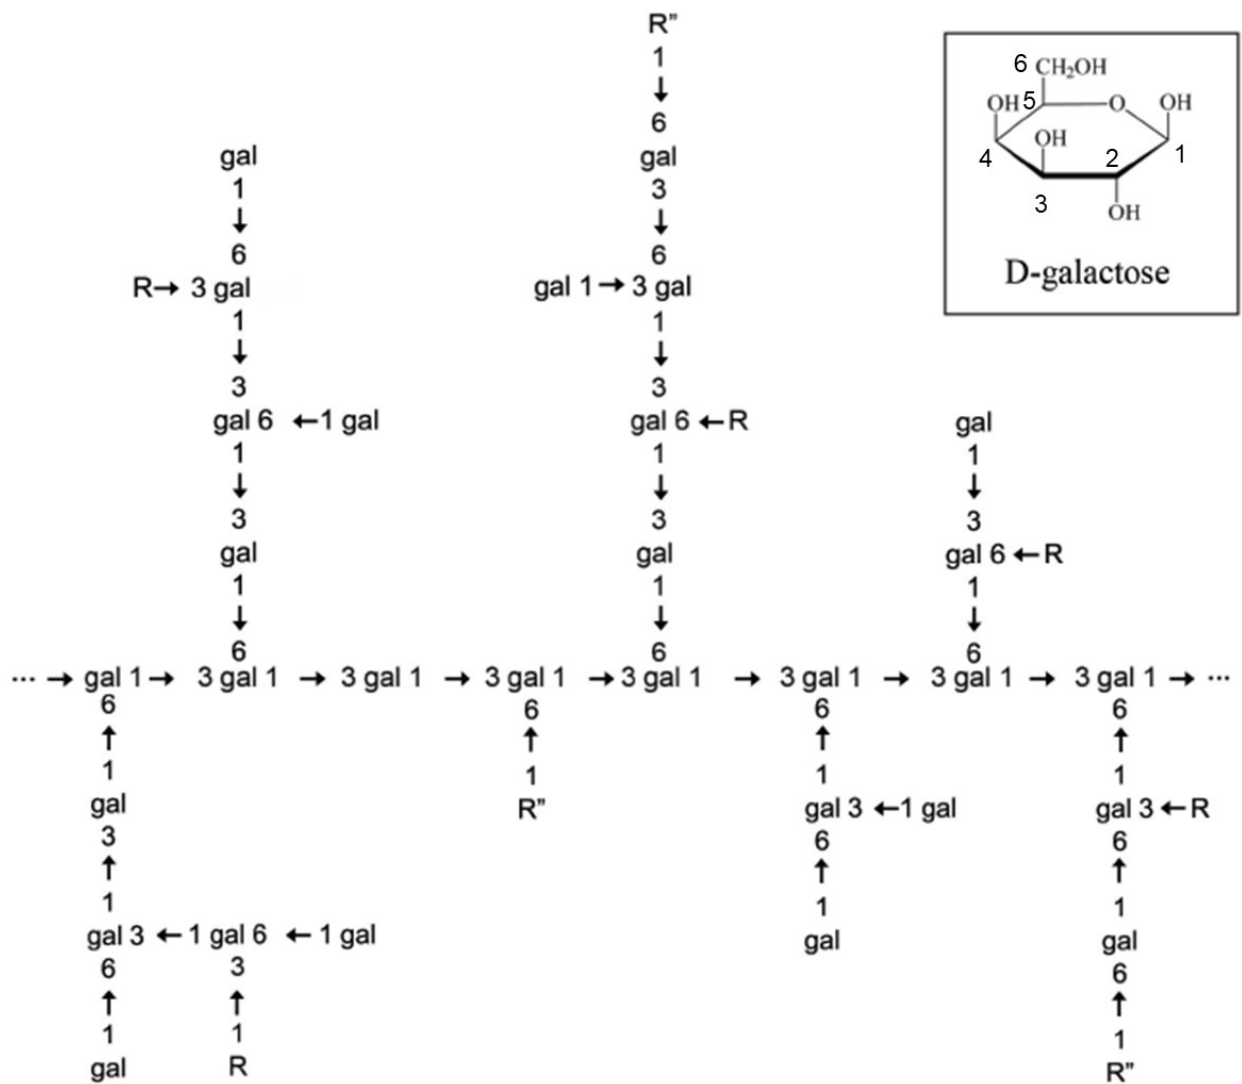 R”
1
↓
6
gal
3
↓
6
gal 1→ 3 gal
1
↓
3
gal 6 ←R
1
↓
3
gal
1
↓
6
gal
1
↓
6
R→ 3 gal
1
↓
3
gal 6 ←1 gal
1
↓
3
gal
1
↓
6
gal
1
↓
3
gal 6 ←R
1
↓
6
··· → gal 1→ 3 gal 1 → 3 gal 1 → 3 gal 1 →3 gal 1 → 3 gal 1 → 3 gal 1 → 3 gal 1 → ···
6
↑
1
gal
3
↑
1
gal 3 ←1 gal 6 ←1 gal
6 3
↑ ↑
1 1
gal R
6
↑
1
R”
6
↑
1
gal 3 ←1 gal
6
↑
1
gal
6
↑
1
gal 3 ←R
6
↑
1
gal
6
↑
1
R”
6 CH₂OH
OH 5 O OH
OH
4 2 1
3
OH
D-galactose